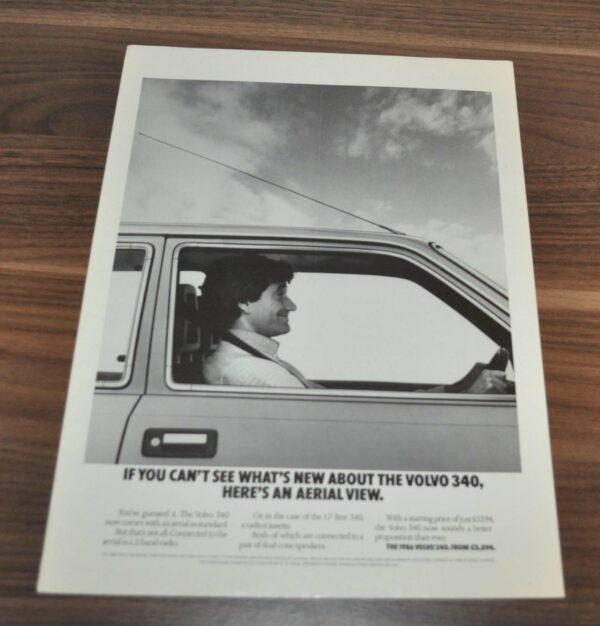 IF YOU CAN'T SEE WHAT'S NEW ABOUT THE VOLVO 340,
HERE'S AN AERIAL VIEW.
You've guessed it. The Volvo 340
now comes with an aerial as standard.
But that's not all. Connected to the
aerial is a 2 band radio.
Or, in the case of the 1.7 litre 340,
a radio/cassette.
Both of which are connected to a
pair of dual cone speakers.
With a starting price of just £5,594,
the Volvo 340 now sounds a better
proposition than ever.
THE 1986 VOLVO 340. FROM £5,594.